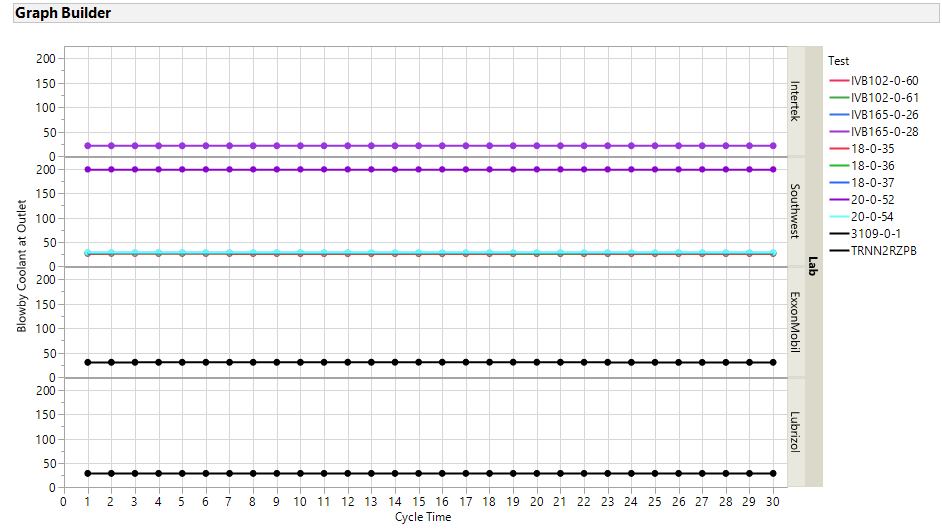 Graph Builder
200
150
100
50
0
200
150
100
50
0
200
150
100
50
0
200
150
100
50
0
Blowby Coolant at Outlet
0 1 2 3 4 5 6 7 8 9 10 11 12 13 14 15 16 17 18 19 20 21 22 23 24 25 26 27 28 29 30
Cycle Time
Intertek
Southwest
ExxonMobil
Lubrizol
Lab
Test
IVB102-0-60
IVB102-0-61
IVB165-0-26
IVB165-0-28
18-0-35
18-0-36
18-0-37
20-0-52
20-0-54
3109-0-1
TRNN2RZPB